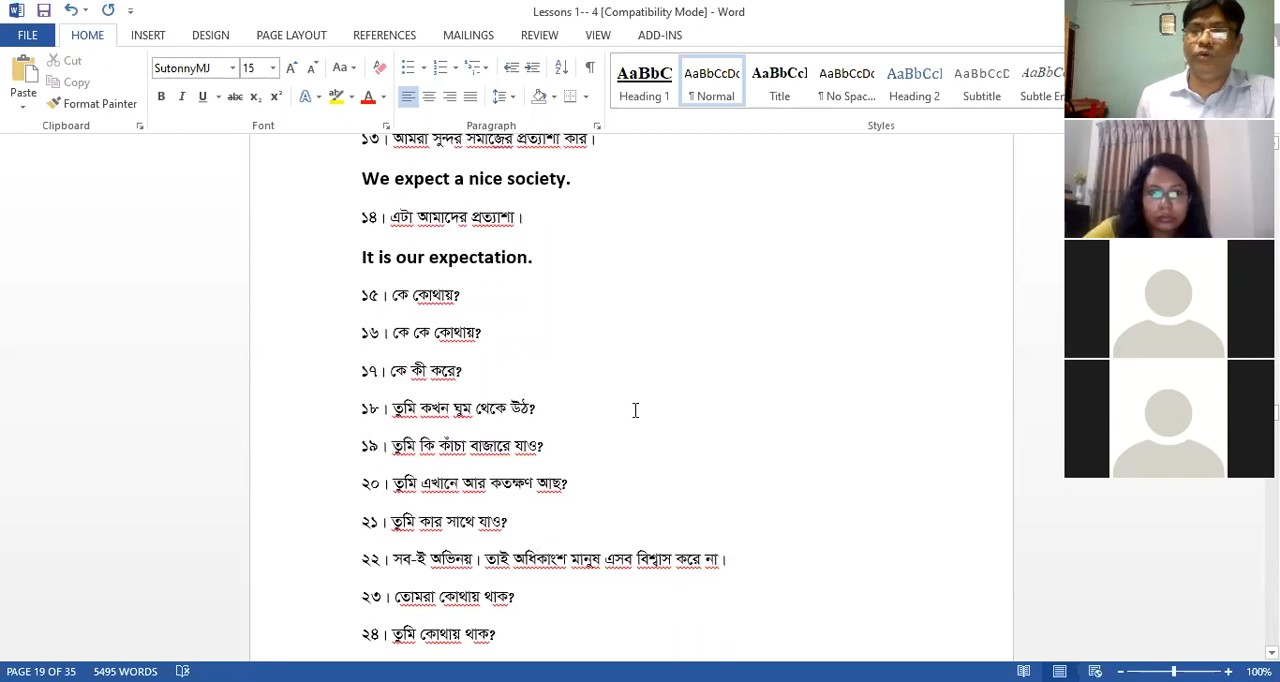 Lessons 1-- 4 [Compatibility Mode] - Word
FILE HOME INSERT DESIGN PAGE LAYOUT REFERENCES MAILINGS REVIEW VIEW ADD-INS
Cut
Copy
Format Painter
Paste
SutonnyMJ 15
AaBbC AaBbCcDc AaBbCc] AaBbCcDc AaBbCc] AaBbCcD AaBbCcDc
Heading 1 ¶ Normal Title ¶ No Spac... Heading 2 Subtitle Subtle En
Clipboard Font Paragraph Styles
১৩। আমরা সুন্দর সমাজের প্রত্যাশা করি।
We expect a nice society.
১৪। এটা আমাদের প্রত্যাশা।
It is our expectation.
১৫। কে কোথায়?
১৬। কে কে কোথায়?
১৭। কে কী করে?
১৮। তুমি কখন ঘুম থেকে উঠ?
১৯। তুমি কি কাঁচা বাজারে যাও?
২০। তুমি এখানে আর কতক্ষণ আছ?
২১। তুমি কার সাথে যাও?
২২। সব-ই অভিনয়। তাই অধিকাংশ মানুষ এসব বিশ্বাস করে না।
২৩। তোমরা কোথায় থাক?
২৪। তুমি কোথায় থাক?
PAGE 19 OF 35 5495 WORDS 100%